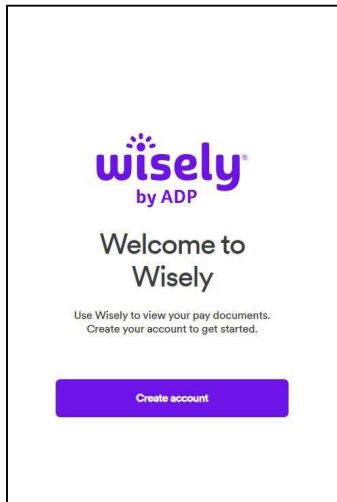 wisely®
by ADP
Welcome to
Wisely
Use Wisely to view your pay documents.
Create your account to get started.
Create account